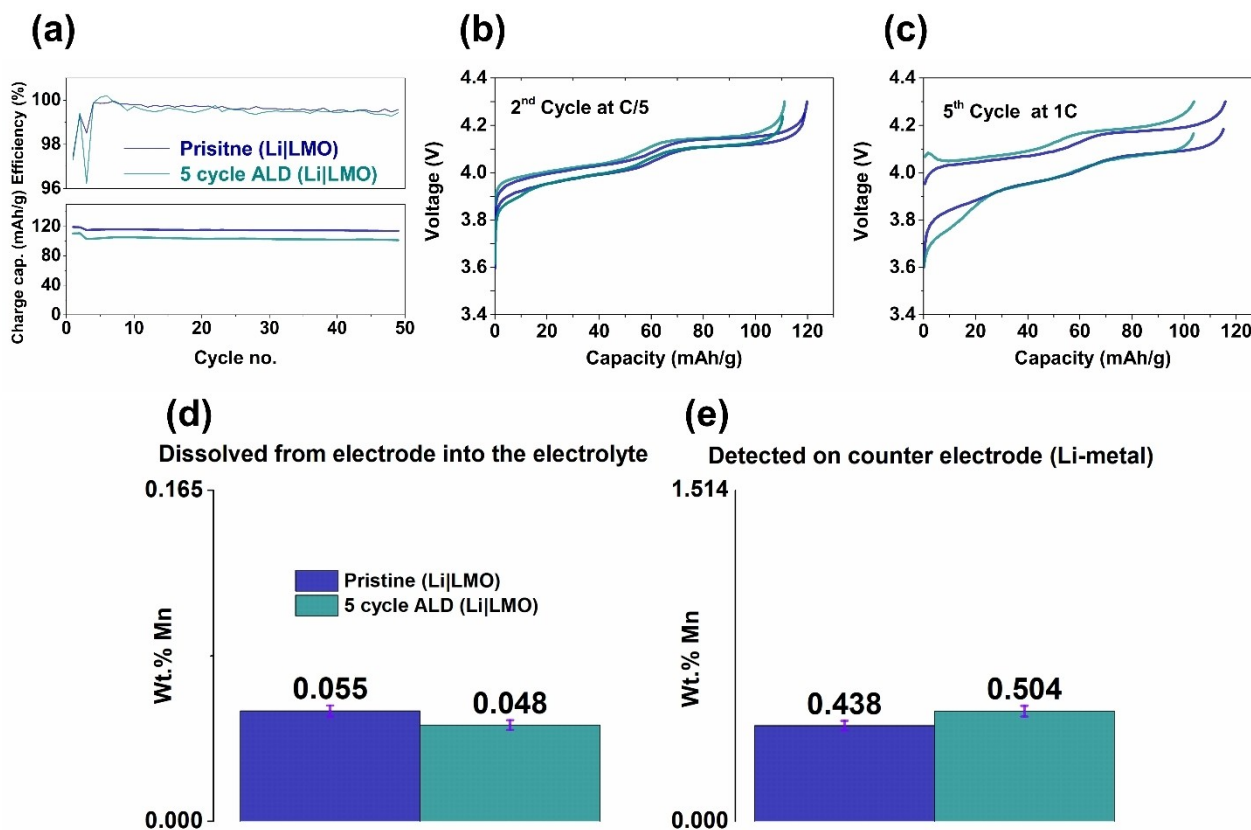 (a)
Efficiency (%)
100
98
96
Prisitne (Li|LMO)
5 cycle ALD (Li|LMO)
Charge cap. (mAh/g)
120
80
40
0
0
10
20
30
40
50
Cycle no.
(b)
2nd Cycle at C/5
Voltage (V)
4.4
4.2
4.0
3.8
3.6
3.4
0
20
40
60
80
100
120
Capacity (mAh/g)
(c)
5th Cycle at 1C
Voltage (V)
4.4
4.2
4.0
3.8
3.6
3.4
0
20
40
60
80
100
120
Capacity (mAh/g)
(d)
Dissolved from electrode into the electrolyte
0.165
Wt.% Mn
0.000
Pristine (Li|LMO)
5 cycle ALD (Li|LMO)
0.055
0.048
(e)
Detected on counter electrode (Li-metal)
1.514
Wt.% Mn
0.000
0.438
0.504